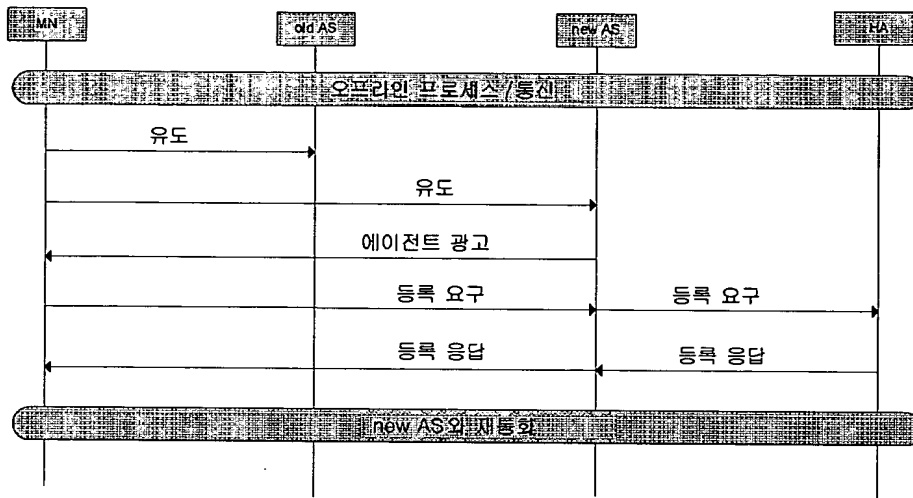 MN
old AS
new AS
HA
오프라인 프로세스/통신
유도
유도
에이전트 광고
등록 요구
등록 요구
등록 응답
등록 응답
new AS와 재통화